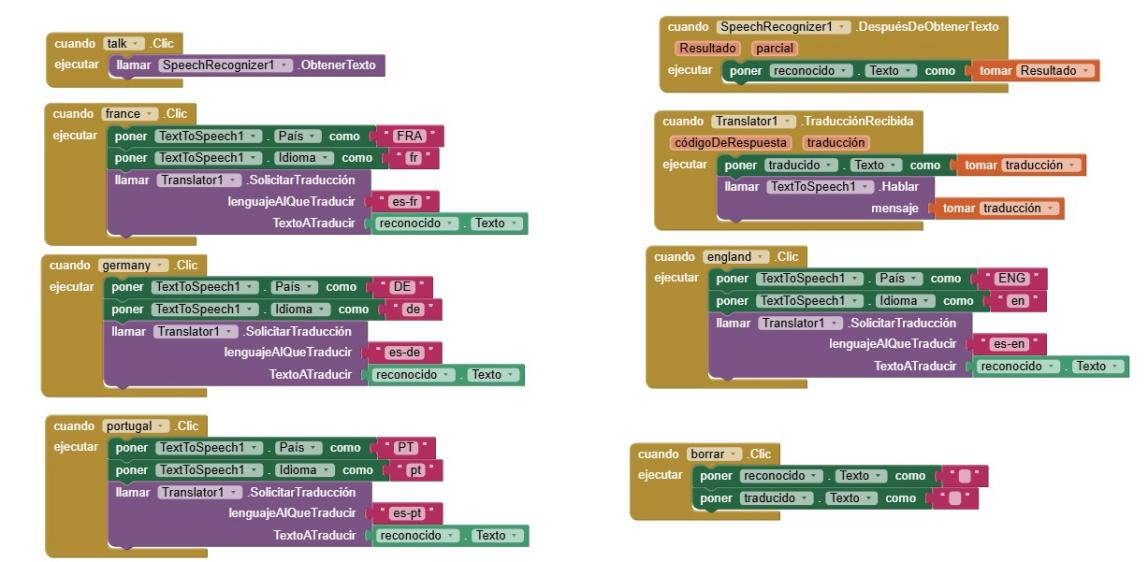 cuando talk .Clic
ejecutar llamar SpeechRecognizer1 .ObtenerTexto
cuando france .Clic
ejecutar poner TextToSpeech1 . País como " FRA "
poner TextToSpeech1 . Idioma como " fr "
llamar Translator1 .SolicitarTraducción
lenguajeAlQueTraducir " es-fr "
TextoATraducir reconocido . Texto
cuando germany .Clic
ejecutar poner TextToSpeech1 . País como " DE "
poner TextToSpeech1 . Idioma como " de "
llamar Translator1 .SolicitarTraducción
lenguajeAlQueTraducir " es-de "
TextoATraducir reconocido . Texto
cuando portugal .Clic
ejecutar poner TextToSpeech1 . País como " PT "
poner TextToSpeech1 . Idioma como " pt "
llamar Translator1 .SolicitarTraducción
lenguajeAlQueTraducir " es-pt "
TextoATraducir reconocido . Texto
cuando SpeechRecognizer1 .DespuésDeObtenerTexto
Resultado parcial
ejecutar poner reconocido . Texto como tomar Resultado
cuando Translator1 .TraducciónRecibida
códigoDeRespuesta traducción
ejecutar poner traducido . Texto como tomar traducción
llamar TextToSpeech1 .Hablar
mensaje tomar traducción
cuando england .Clic
ejecutar poner TextToSpeech1 . País como " ENG "
poner TextToSpeech1 . Idioma como " en "
llamar Translator1 .SolicitarTraducción
lenguajeAlQueTraducir " es-en "
TextoATraducir reconocido . Texto
cuando borrar .Clic
ejecutar poner reconocido . Texto como " "
poner traducido . Texto como " "